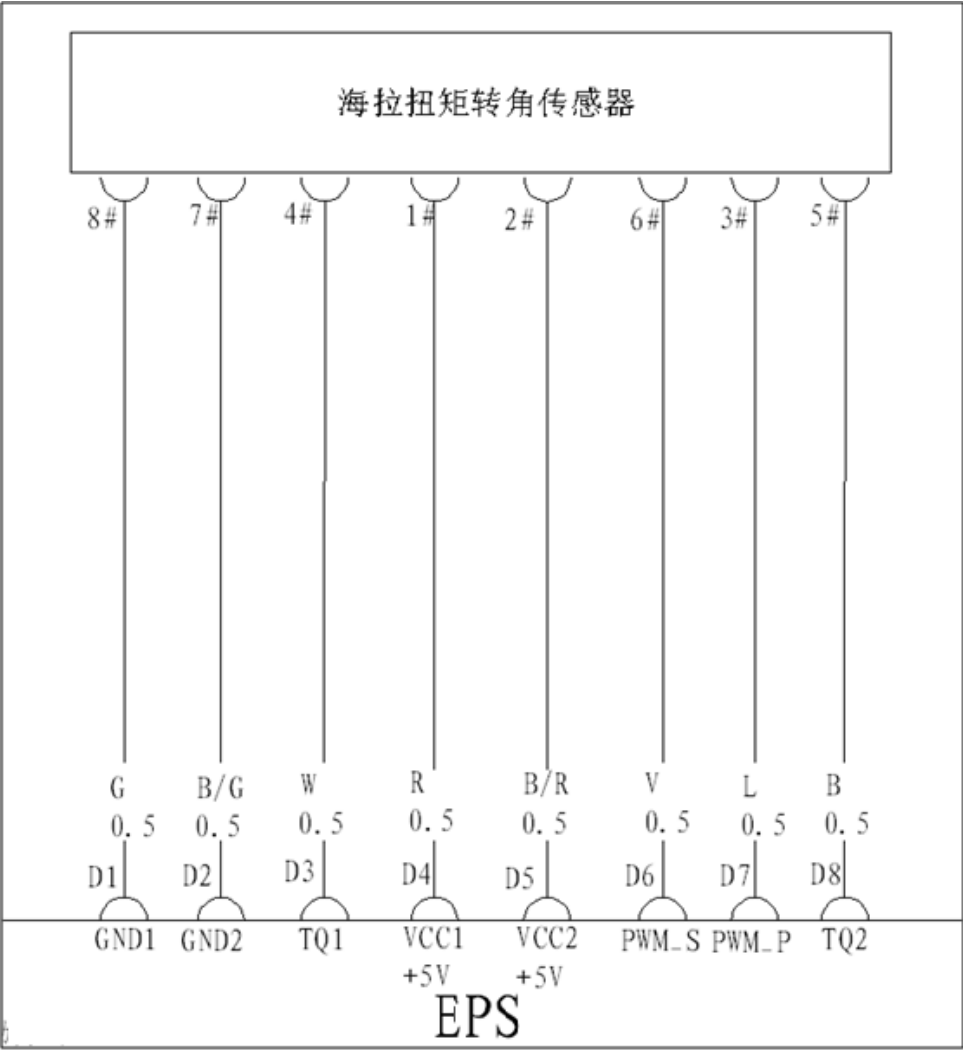 海拉扭矩转角传感器
8# 7# 4# 1# 2# 6# 3# 5#
G B/G W R B/R V L B
0.5 0.5 0.5 0.5 0.5 0.5 0.5 0.5
D1 D2 D3 D4 D5 D6 D7 D8
GND1 GND2 TQ1 VCC1 VCC2 PWM_S PWM_P TQ2
+5V +5V
EPS